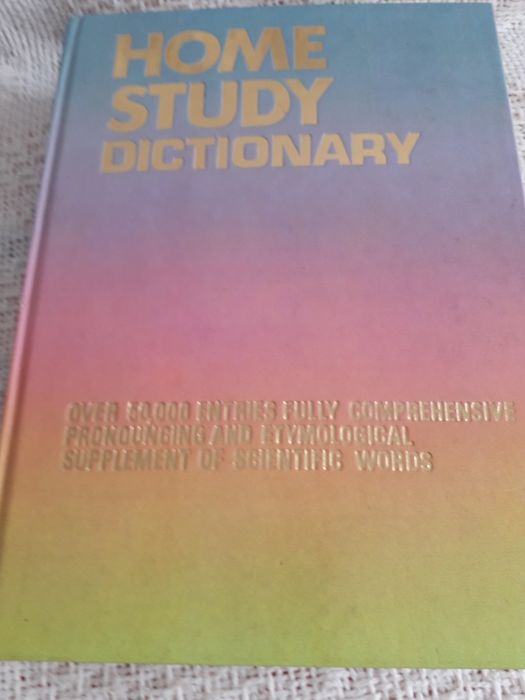 HOME
STUDY
DICTIONARY
OVER 50,000 ENTRIES FULLY COMPREHENSIVE
PRONOUNCING AND ETYMOLOGICAL
SUPPLEMENT OF SCIENTIFIC WORDS